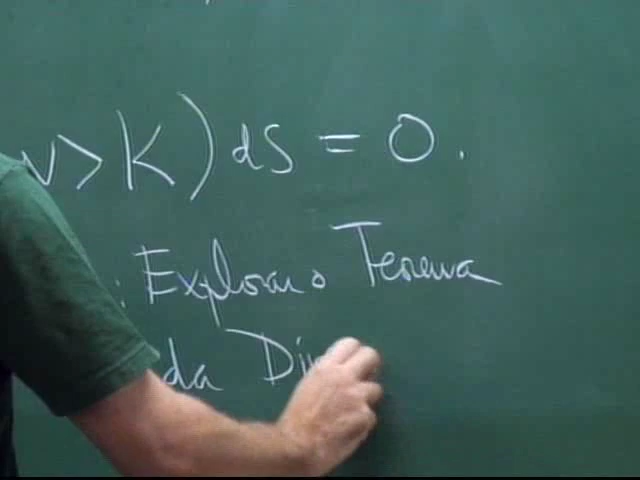 v>K) dS = 0.
: Explorar o Teorema
da Di